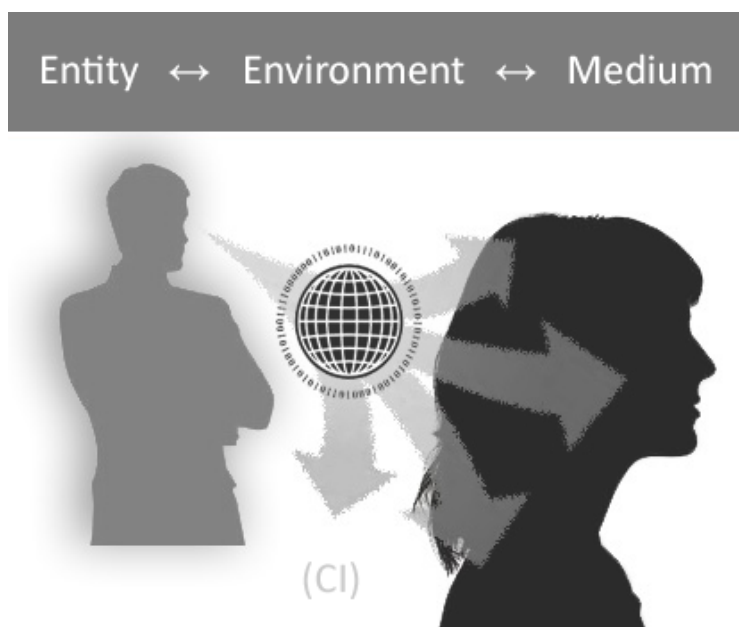 Entity ↔ Environment ↔ Medium
(CI)